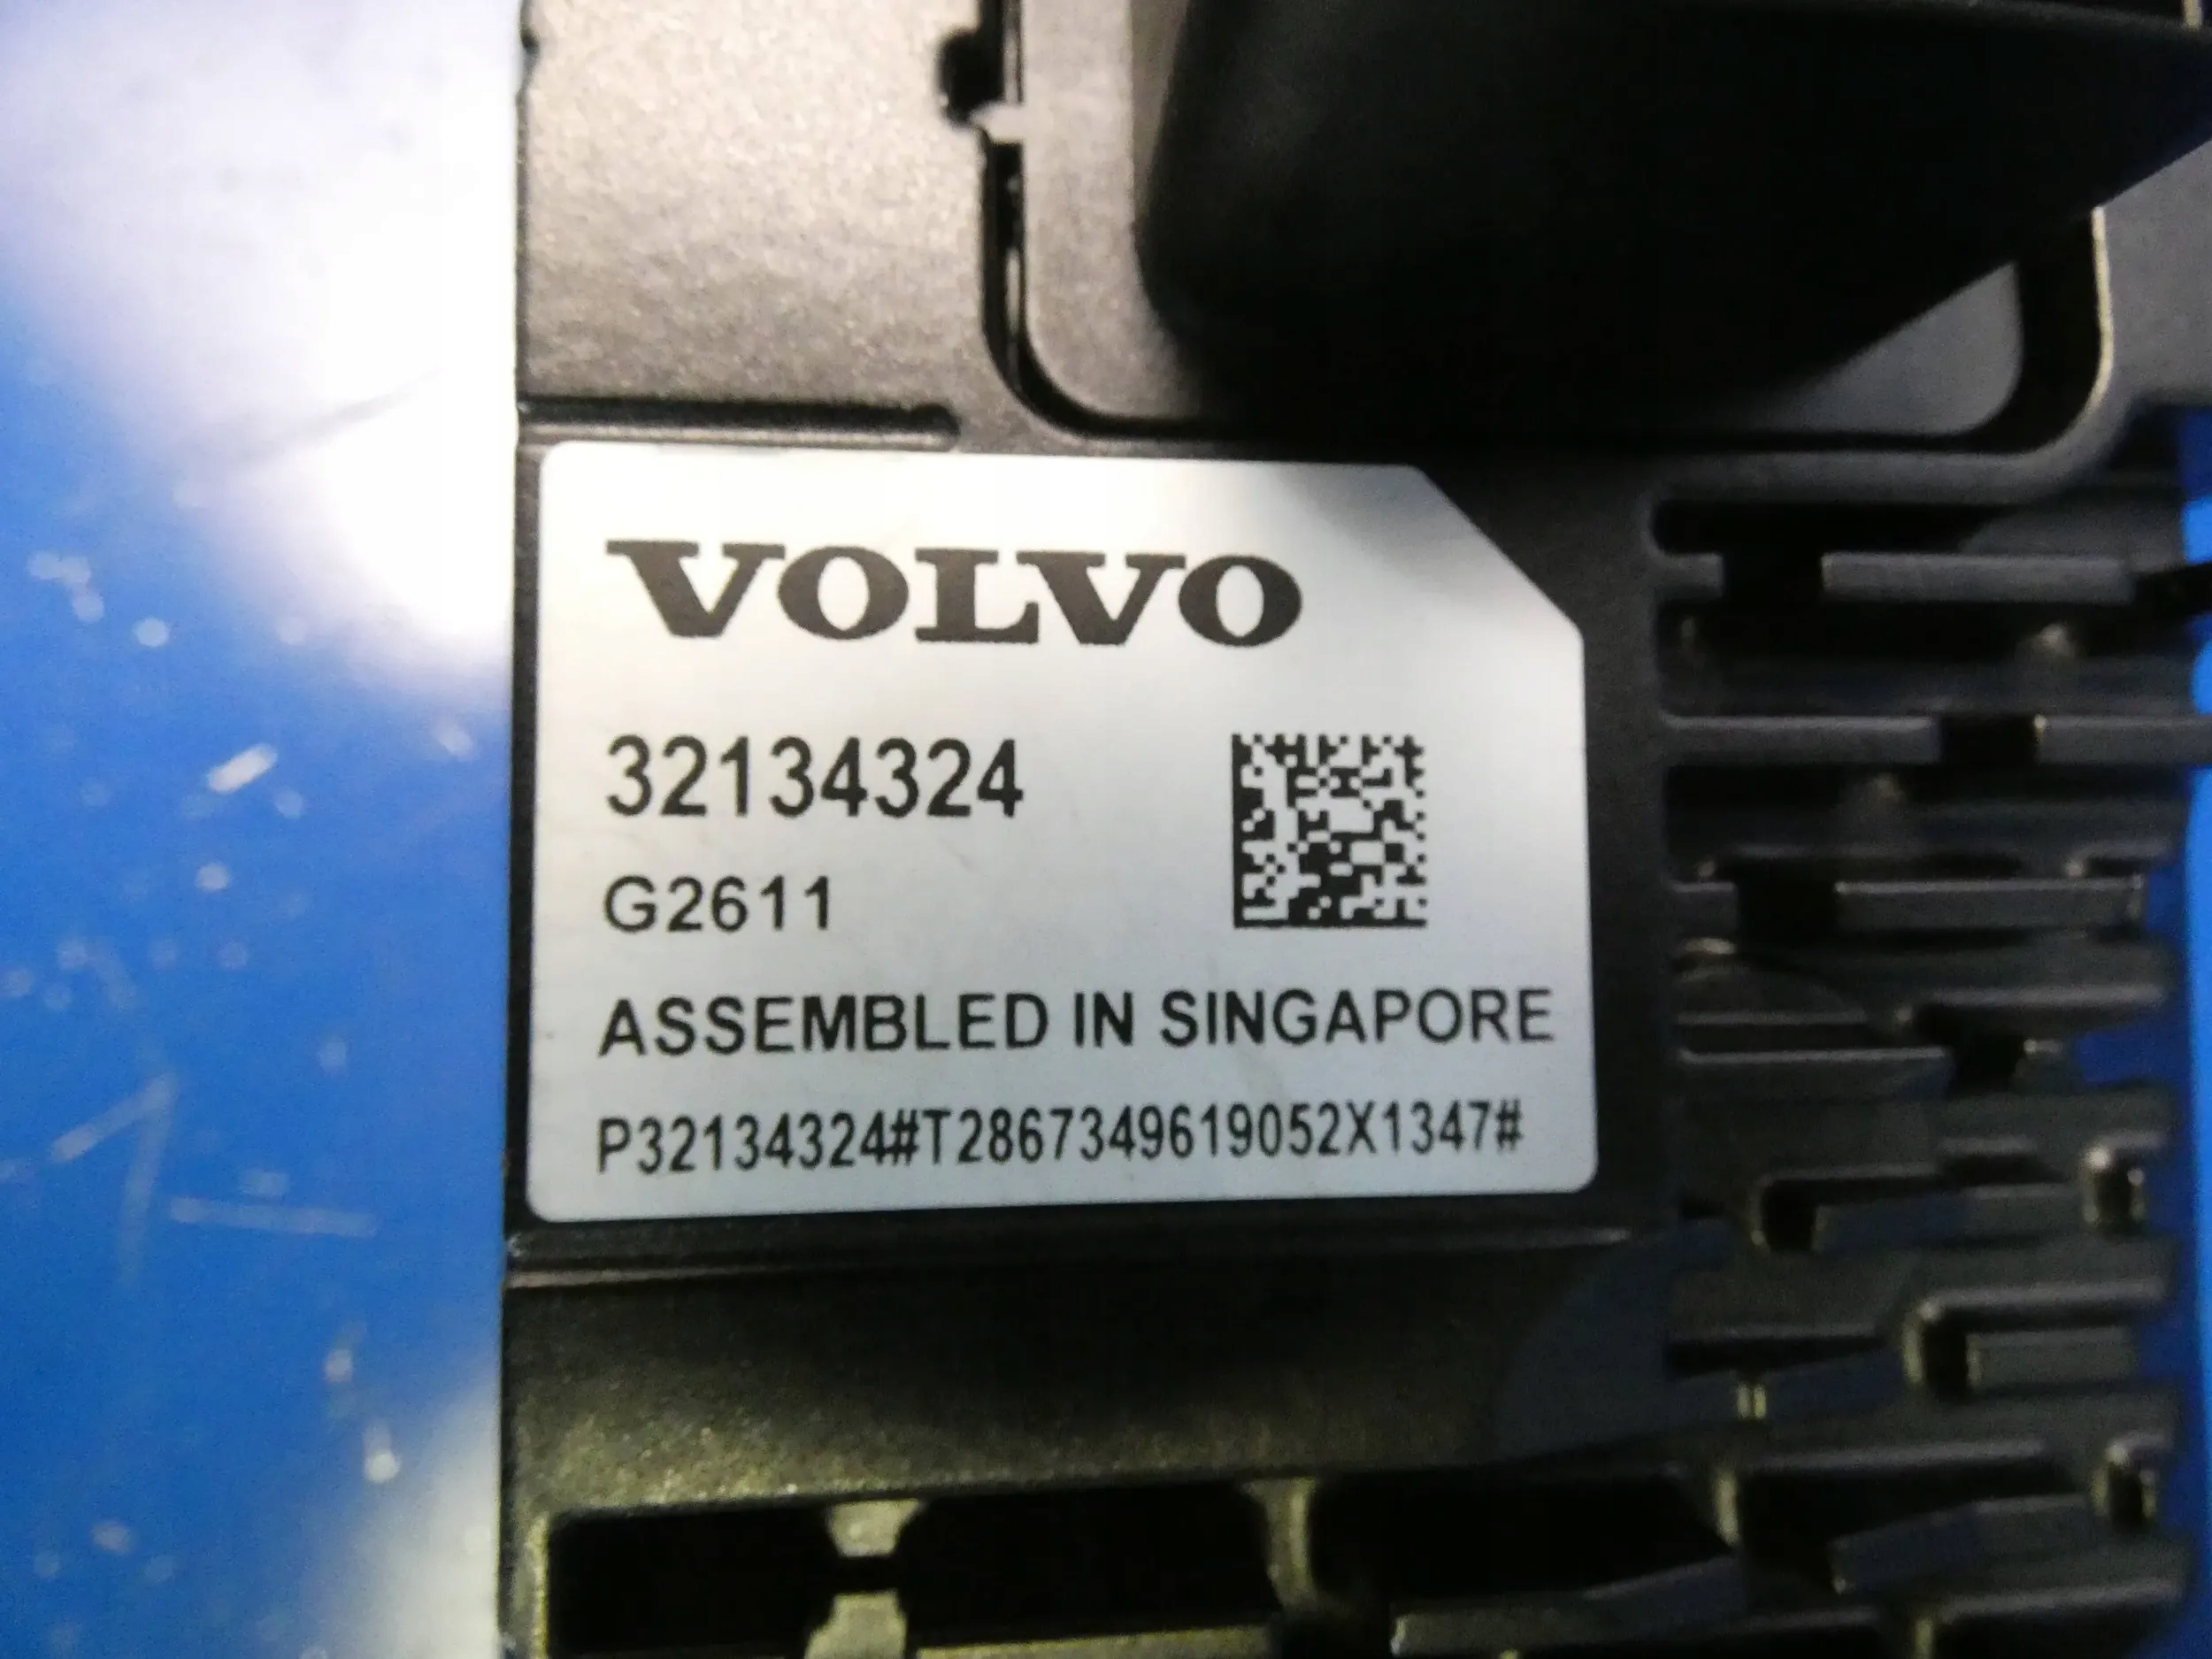 VOLVO
32134324
G2611
ASSEMBLED IN SINGAPORE
P32134324#T2867349619052X1347#